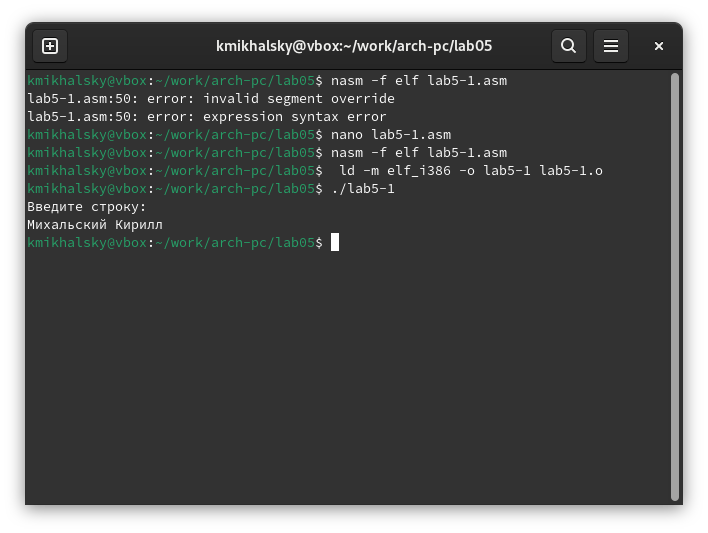 kmikhalsky@vbox:~/work/arch-pc/lab05
kmikhalsky@vbox:~/work/arch-pc/lab05$ nasm -f elf lab5-1.asm
lab5-1.asm:50: error: invalid segment override
lab5-1.asm:50: error: expression syntax error
kmikhalsky@vbox:~/work/arch-pc/lab05$ nano lab5-1.asm
kmikhalsky@vbox:~/work/arch-pc/lab05$ nasm -f elf lab5-1.asm
kmikhalsky@vbox:~/work/arch-pc/lab05$  ld -m elf_i386 -o lab5-1 lab5-1.o
kmikhalsky@vbox:~/work/arch-pc/lab05$ ./lab5-1
Введите строку:
Михальский Кирилл
kmikhalsky@vbox:~/work/arch-pc/lab05$